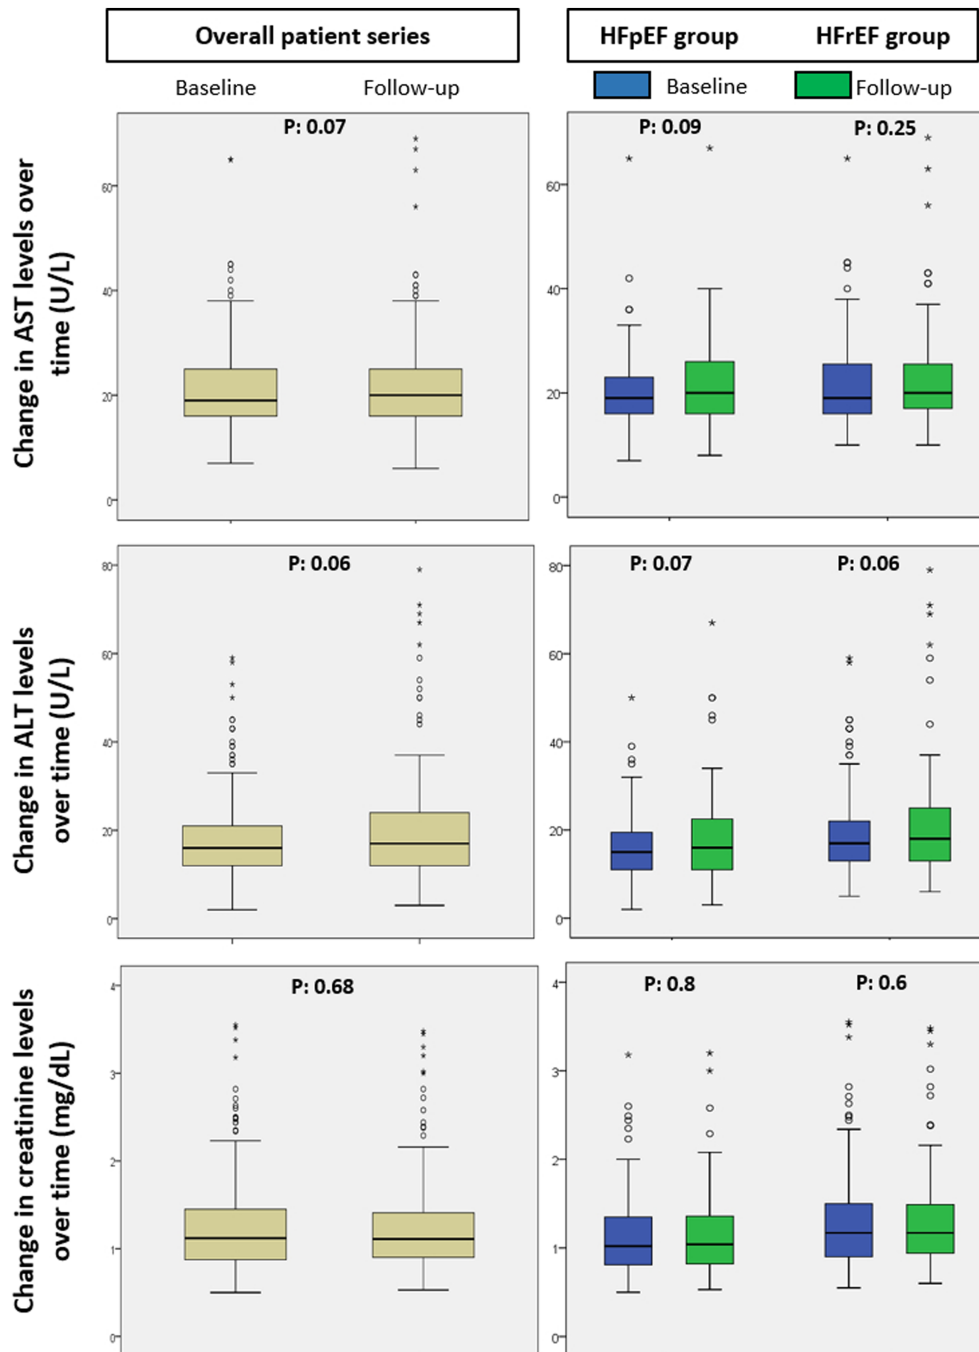 Overall patient series
HFpEF group HFrEF group
Baseline Follow-up
Baseline Follow-up
Change in AST levels over
time (U/L)
P: 0.07
60
40
20
0
P: 0.09 P: 0.25
60
40
20
0
Change in ALT levels
over time (U/L)
P: 0.06
80
60
40
20
0
P: 0.07 P: 0.06
80
60
40
20
0
Change in creatinine levels
over time (mg/dL)
P: 0.68
4
3
2
1
0
P: 0.8 P: 0.6
4
3
2
1
0